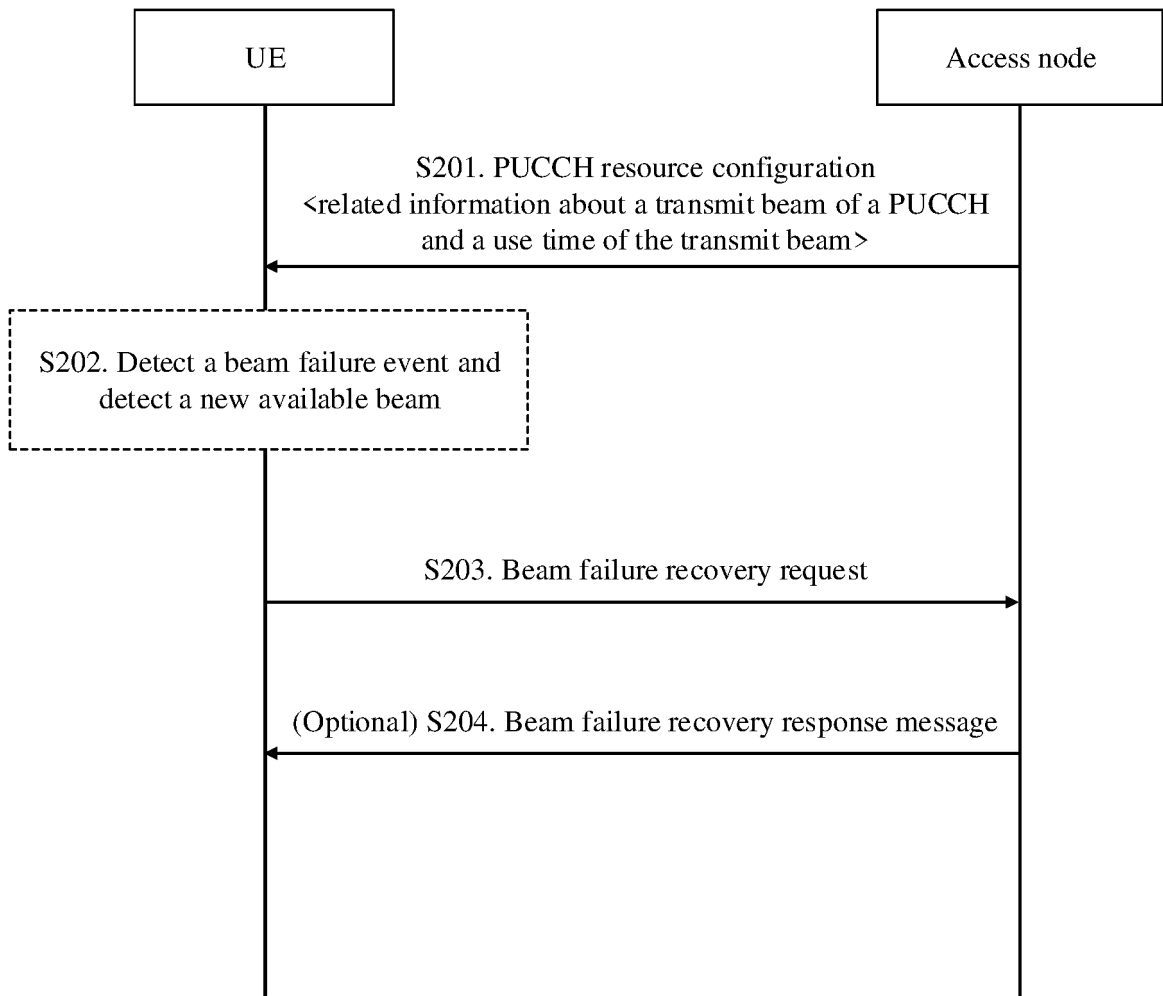 UE
Access node
S201. PUCCH resource configuration
<related information about a transmit beam of a PUCCH
and a use time of the transmit beam>
S202. Detect a beam failure event and
detect a new available beam
S203. Beam failure recovery request
(Optional) S204. Beam failure recovery response message